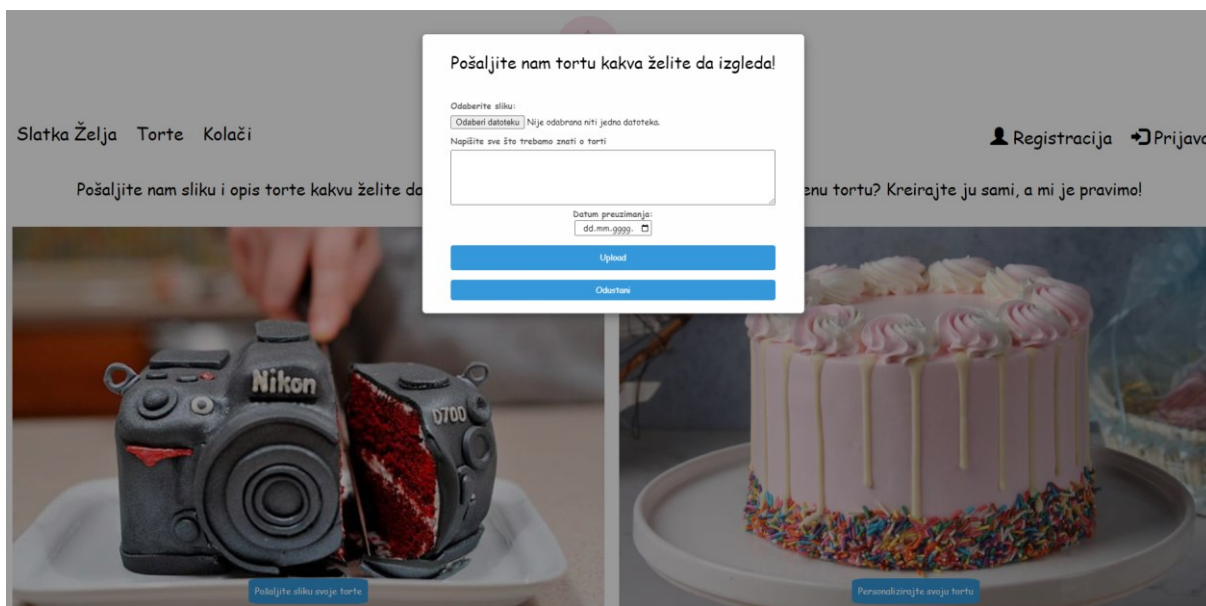 Pošaljite nam tortu kakva želite da izgleda!
Odaberite sliku:
Odaberi datoteku Nije odabrana niti jedna datoteka.
Napišite sve što trebamo znati o torti
Datum preuzimanja:
dd.mm.gggg.
Upload
Odustani
Slatka Želja Torte Kolači
Registracija Prijava
Pošaljite nam sliku i opis torte kakvu želite
tortu? Kreirajte ju sami, a mi je pravimo!
Nikon
D700
Pošaljite sliku svoje torte
Personalizirajte svoju tortu